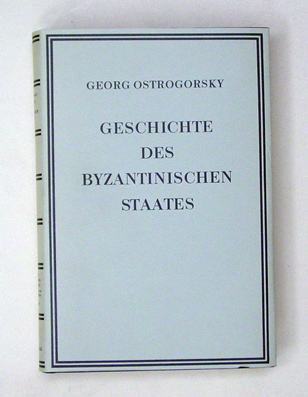 GEORG OSTROGORSKY
GESCHICHTE
DES
BYZANTINISCHEN
STAATES